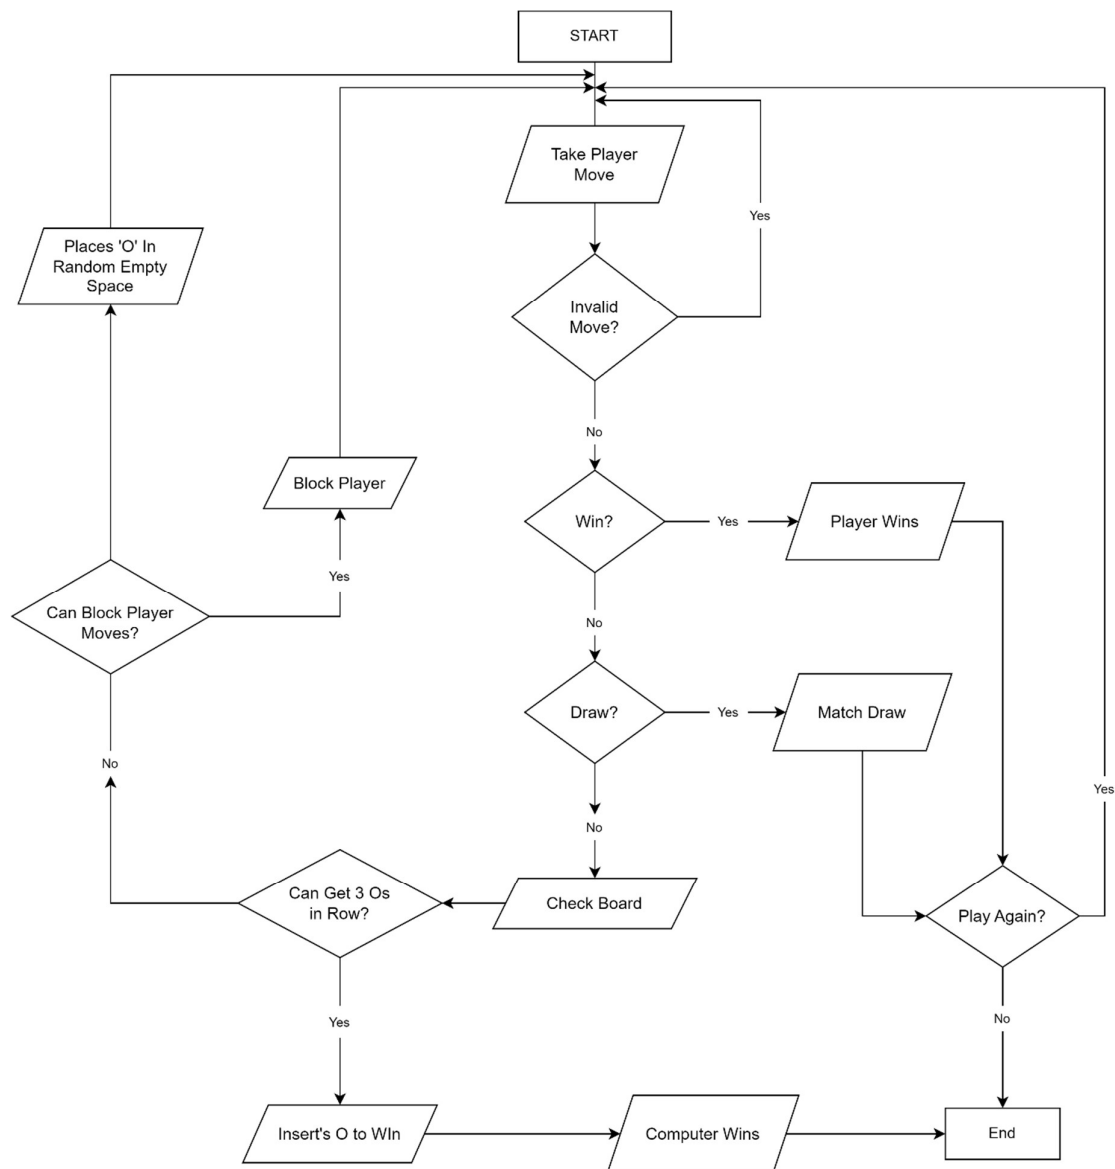 START
Take Player
Move
Yes
Places 'O' In
Random Empty
Space
Invalid
Move?
No
Block Player
Win?
Yes
Player Wins
Yes
Can Block Player
Moves?
No
Draw?
Yes
Match Draw
No
Yes
No
Can Get 3 Os
in Row?
Check Board
Play Again?
Yes
No
Insert's O to WIn
Computer Wins
End